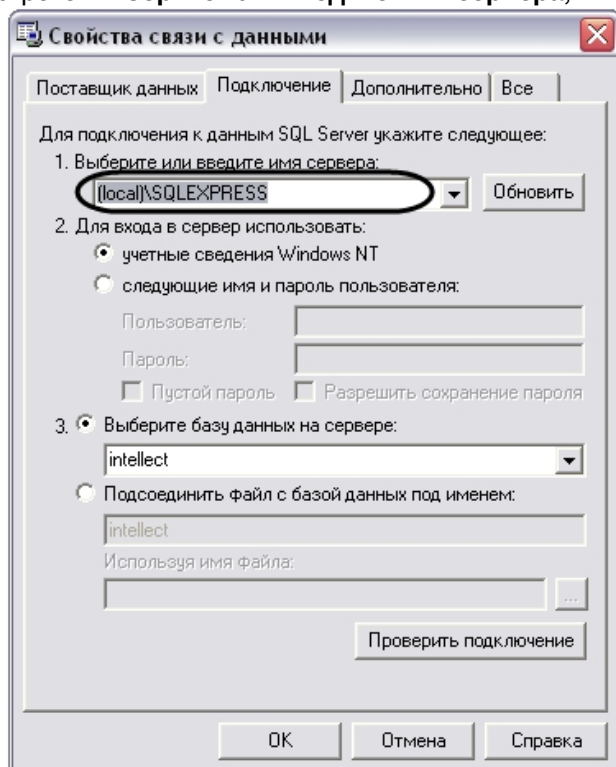 Свойства связи с данными
Поставщик данных Подключение Дополнительно Все
Для подключения к данным SQL Server укажите следующее:
1. Выберите или введите имя сервера:
(local)\SQLEXPRESS Обновить
2. Для входа в сервер использовать:
учетные сведения Windows NT
следующие имя и пароль пользователя:
Пользователь:
Пароль:
Пустой пароль Разрешить сохранение пароля
3. Выберите базу данных на сервере:
intellect
Подсоединить файл с базой данных под именем:
intellect
Используя имя файла:
...
Проверить подключение
OK Отмена Справка